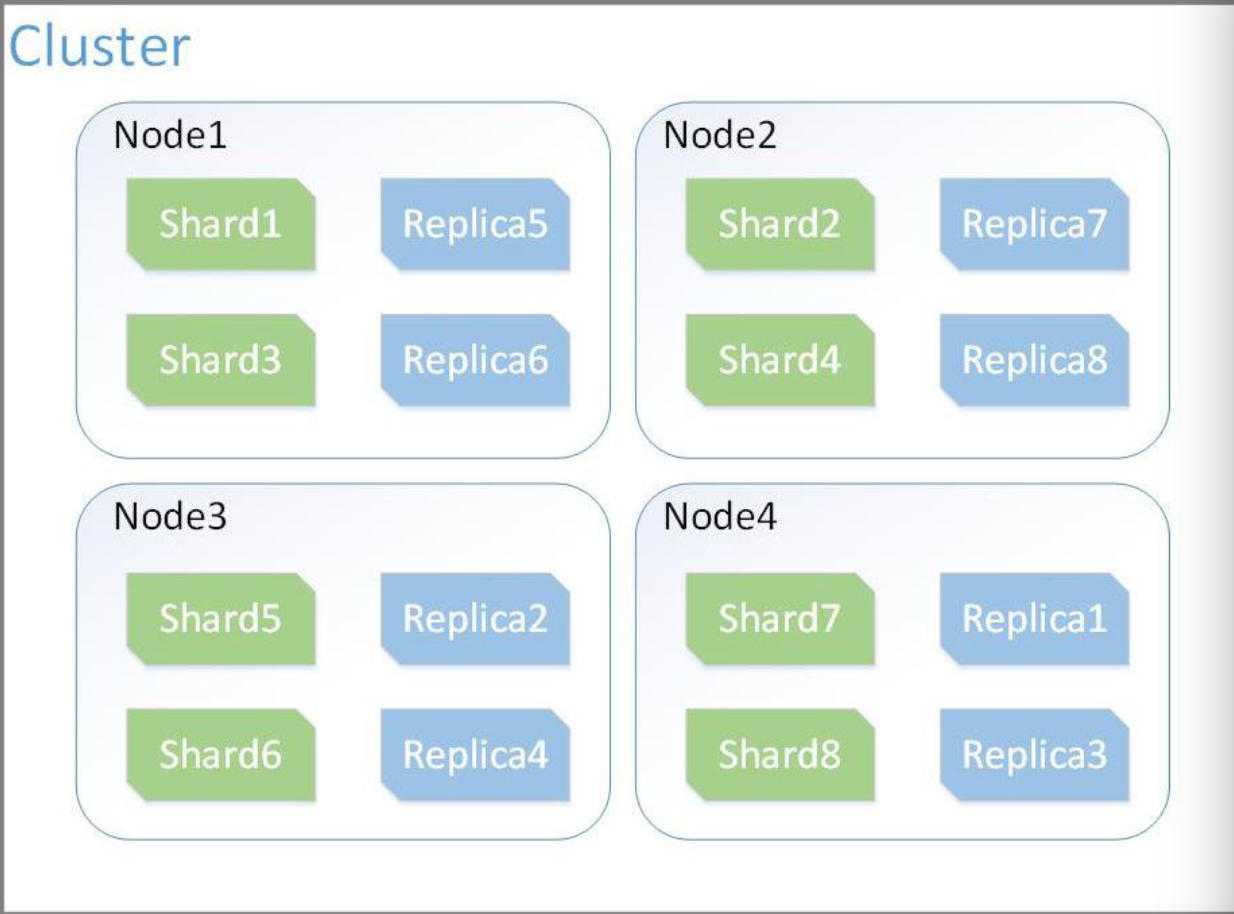 Cluster
Node1
Shard1 Replica5
Shard3 Replica6
Node2
Shard2 Replica7
Shard4 Replica8
Node3
Shard5 Replica2
Shard6 Replica4
Node4
Shard7 Replica1
Shard8 Replica3